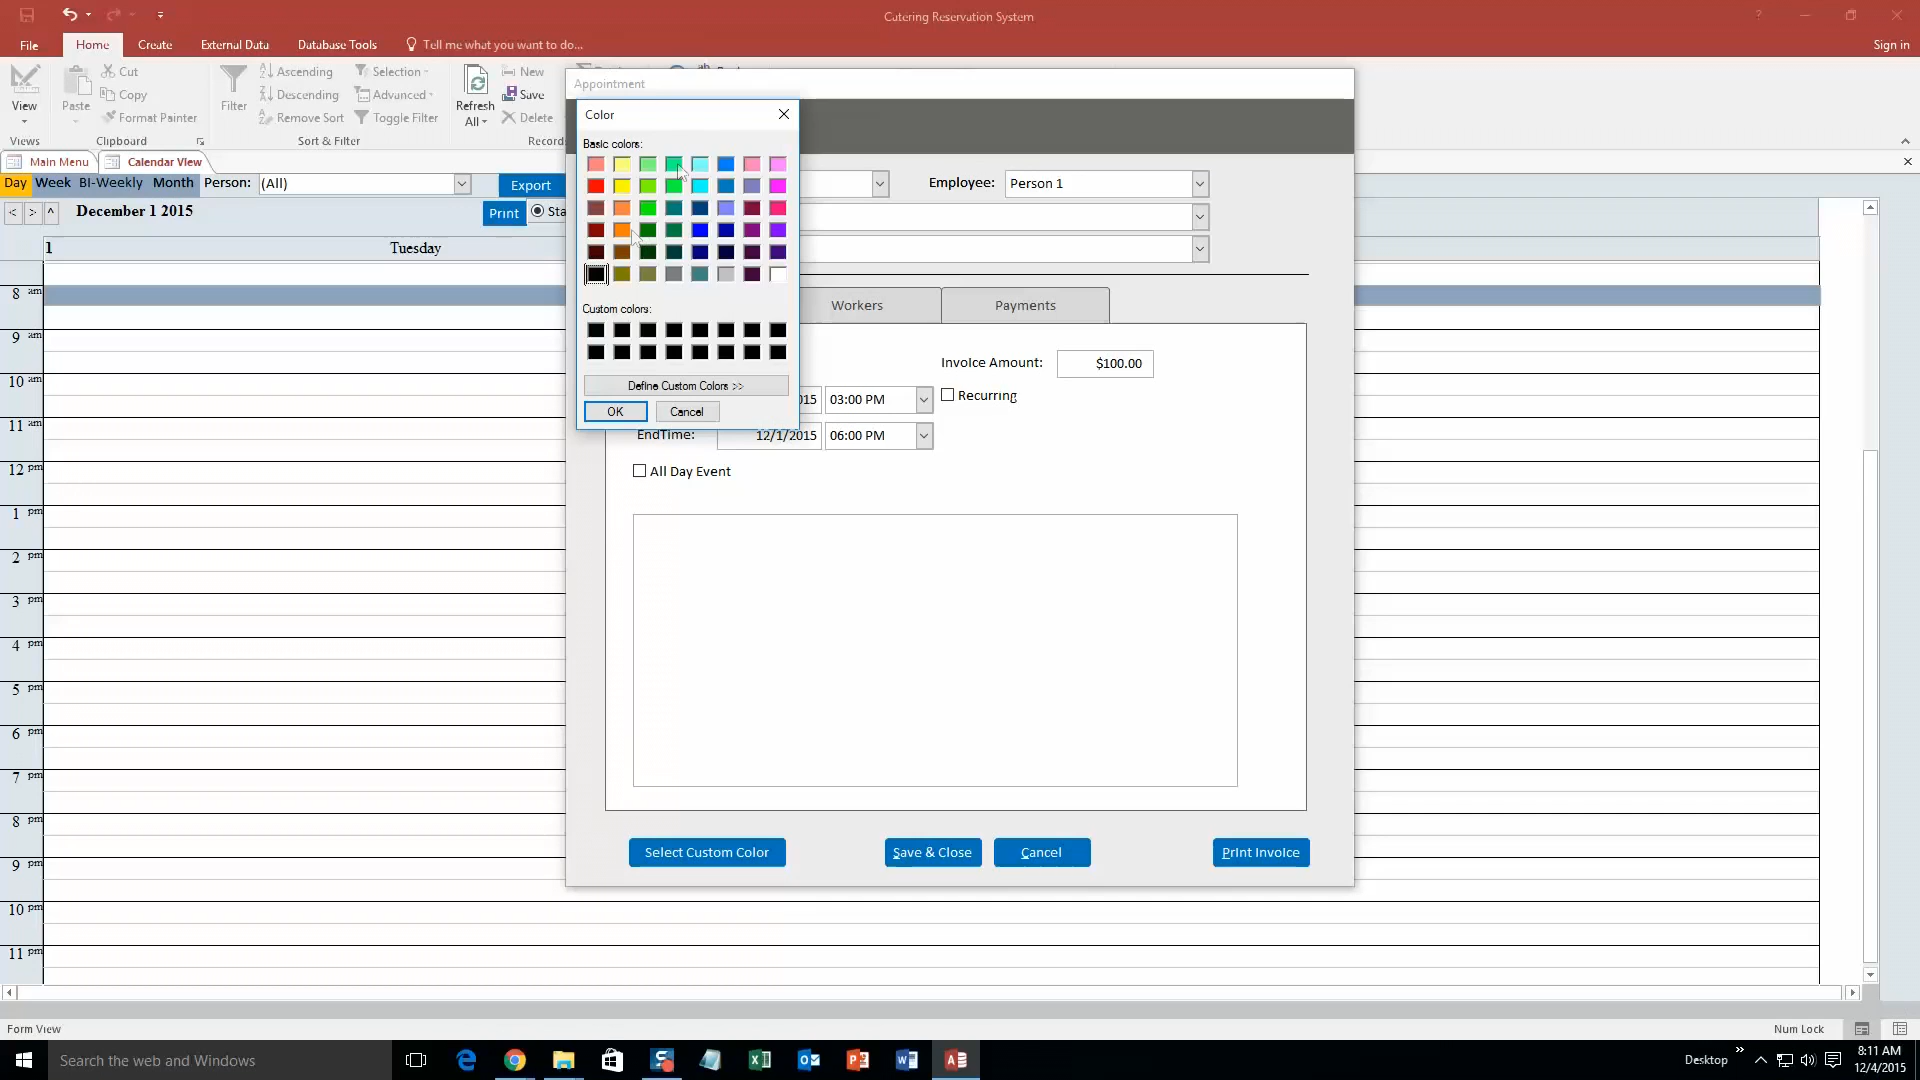 Catering Reservation System
File Home Create External Data Database Tools Tell me what you want to do... Sign in
View
Views
Paste
Cut
Copy
Format Painter
Clipboard
Filter
Ascending
Descending
Remove Sort
Selection
Advanced
Toggle Filter
Sort & Filter
Refresh
All
New
Save
Delete
Record
Main Menu Calendar View
Day Week BI-Weekly Month Person: (All) Export
< > ^ December 1 2015 Print Sta
1 Tuesday
8 am
9 am
10 am
11 am
12 pm
1 pm
2 pm
3 pm
4 pm
5 pm
6 pm
7 pm
8 pm
9 pm
10 pm
11 pm
Appointment
Color
Basic colors:
Custom colors:
Define Custom Colors >>
OK Cancel
Employee: Person 1
Workers Payments
Invoice Amount: $100.00
015 03:00 PM Recurring
EndTime: 12/1/2015 06:00 PM
All Day Event
Select Custom Color Save & Close Cancel Print Invoice
Form View Num Lock
Search the web and Windows
Desktop
8:11 AM
12/4/2015